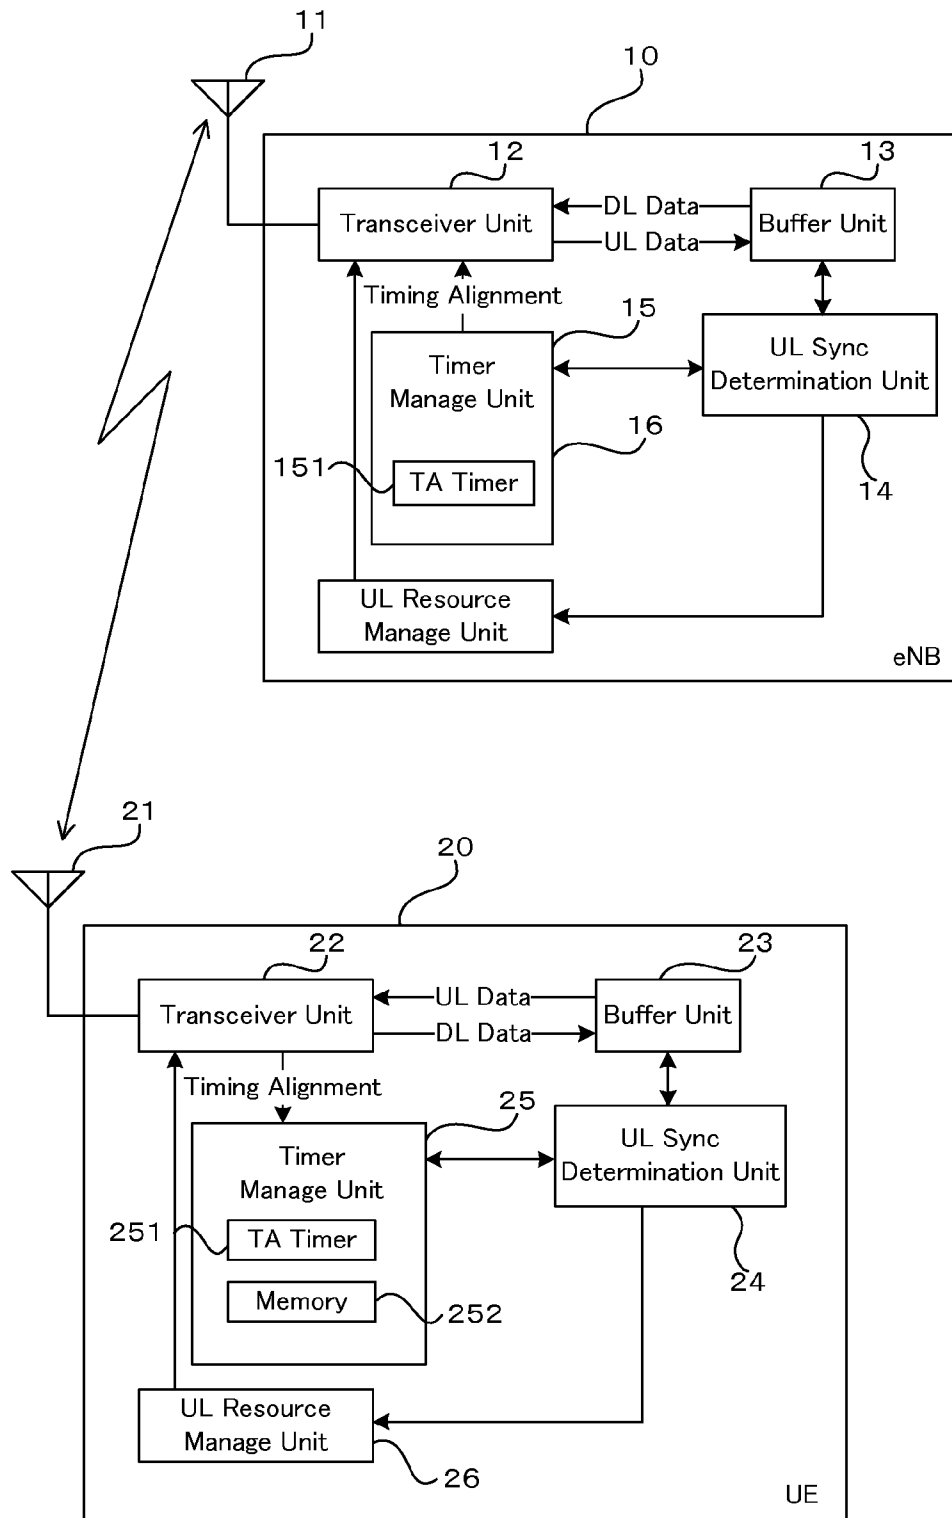 11
10
12
13
Transceiver Unit
DL Data
UL Data
Buffer Unit
Timing Alignment
15
Timer
Manage Unit
UL Sync
Determination Unit
16
151
TA Timer
14
UL Resource
Manage Unit
eNB
21
20
22
23
Transceiver Unit
UL Data
DL Data
Buffer Unit
Timing Alignment
25
Timer
Manage Unit
UL Sync
Determination Unit
251
TA Timer
24
Memory
252
UL Resource
Manage Unit
26
UE